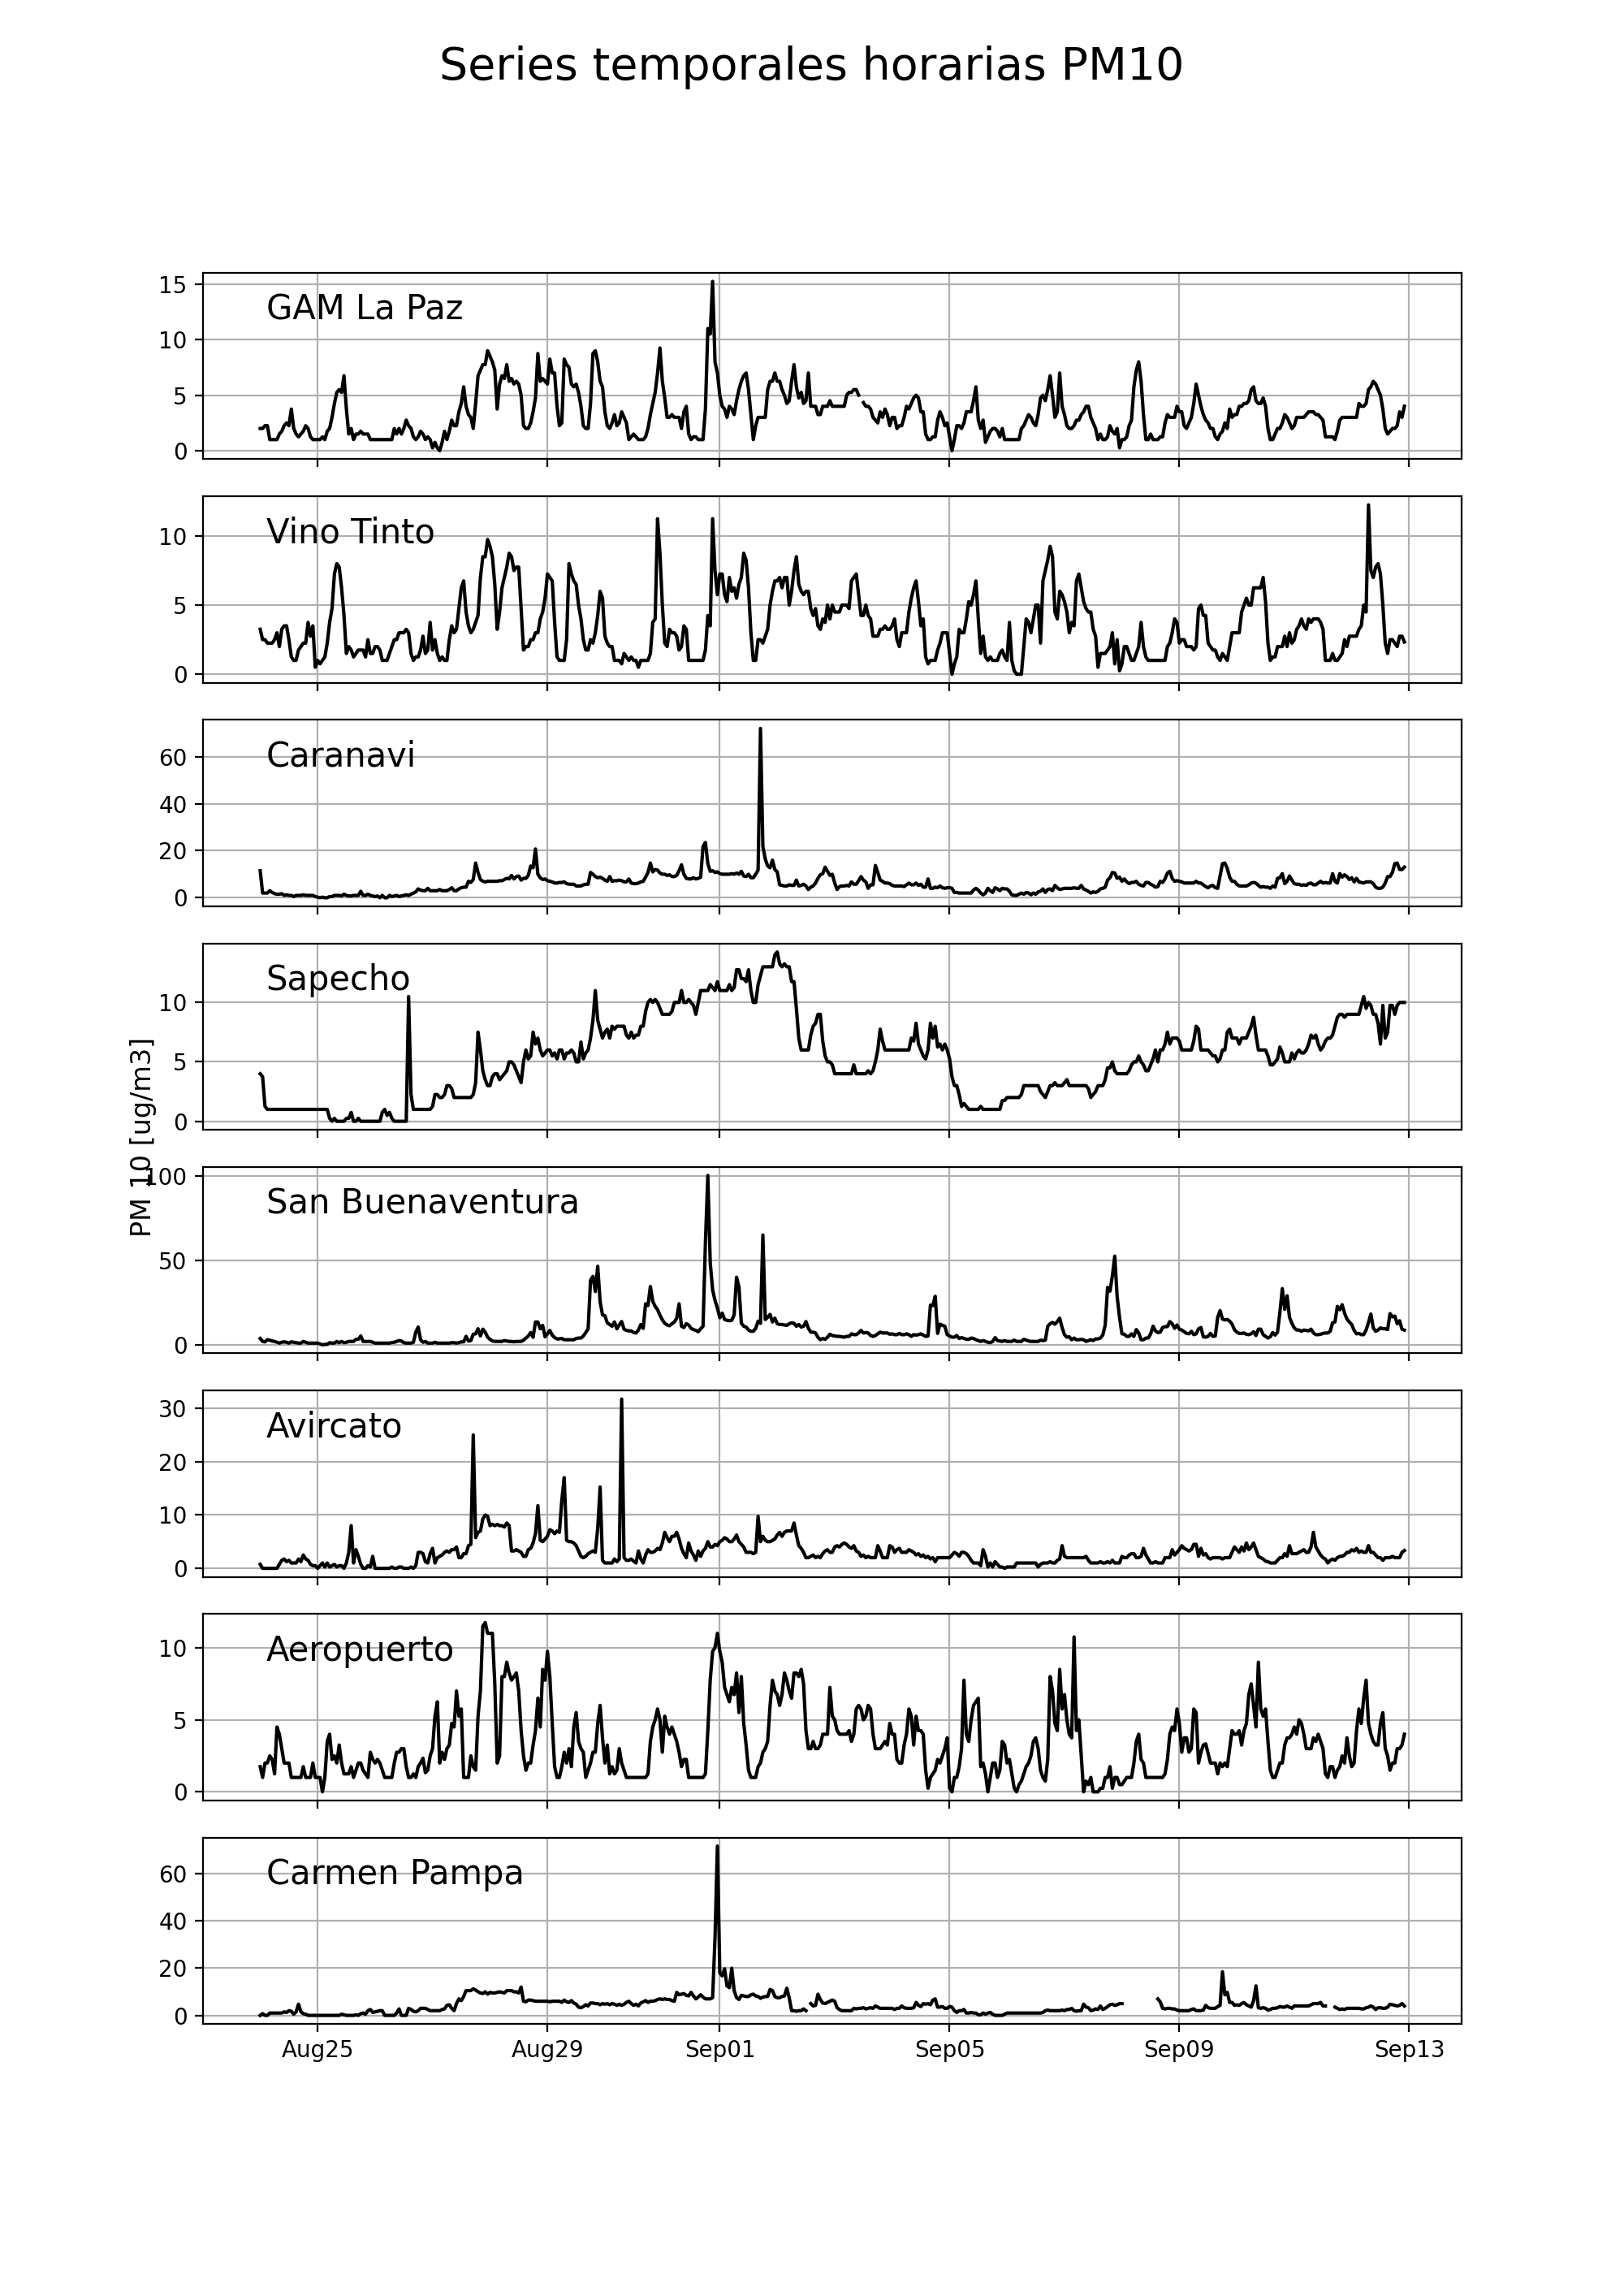 Series temporales horarias PM10
15
10
5
0
GAM La Paz
10
5
0
Vino Tinto
60
40
20
0
Caranavi
10
5
0
Sapecho
PM 10 [ug/m3]
100
50
0
San Buenaventura
30
20
10
0
Avircato
10
5
0
Aeropuerto
60
40
20
0
Carmen Pampa
Aug25 Aug29 Sep01 Sep05 Sep09 Sep13